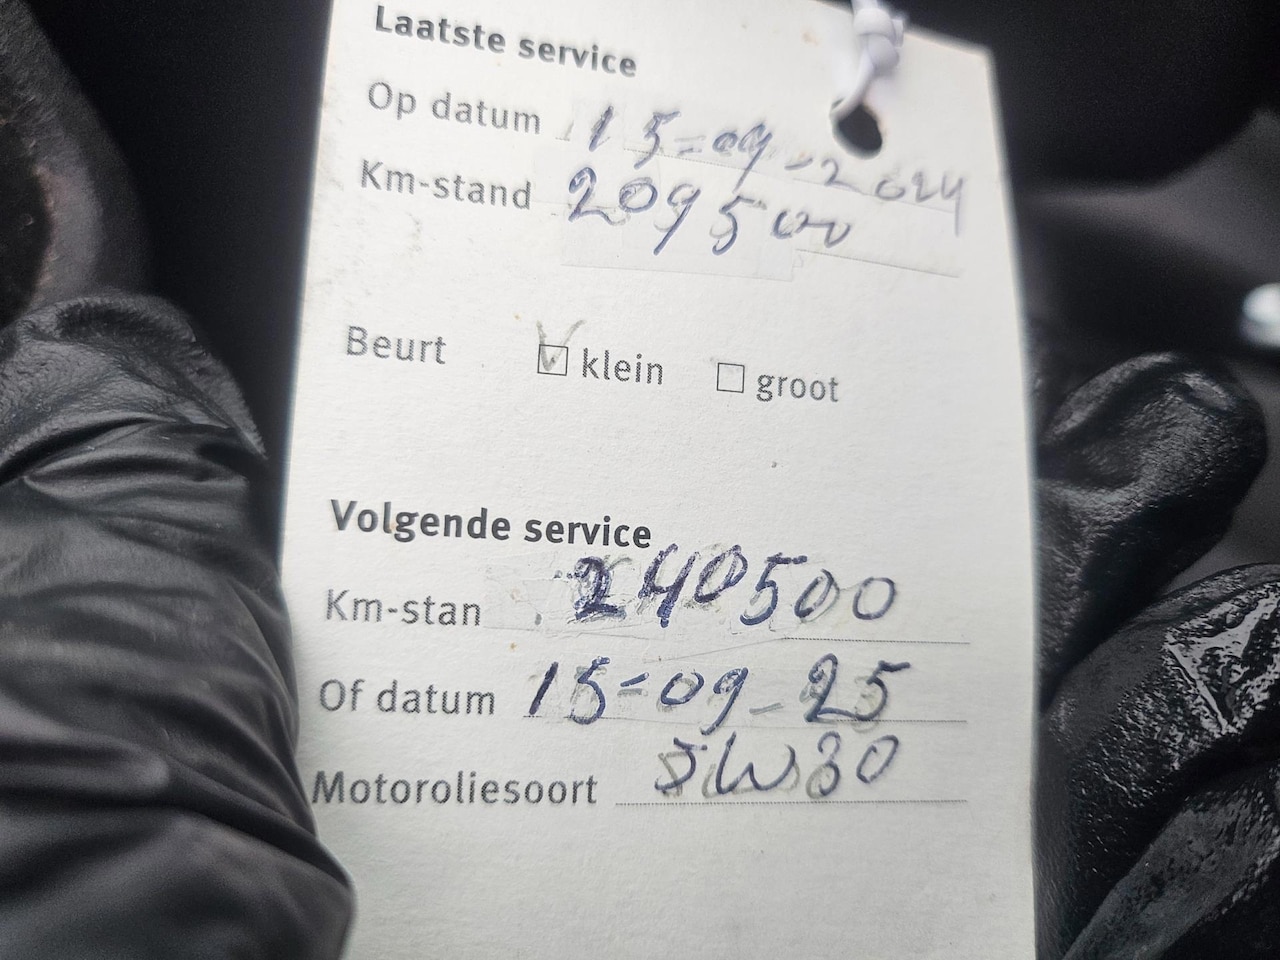 Laatste service
Op datum 15-09-2024
Km-stand 209500
Beurt klein groot
Volgende service
Km-stan 240500
Of datum 15-09-25
Motoroliesoort 5W30